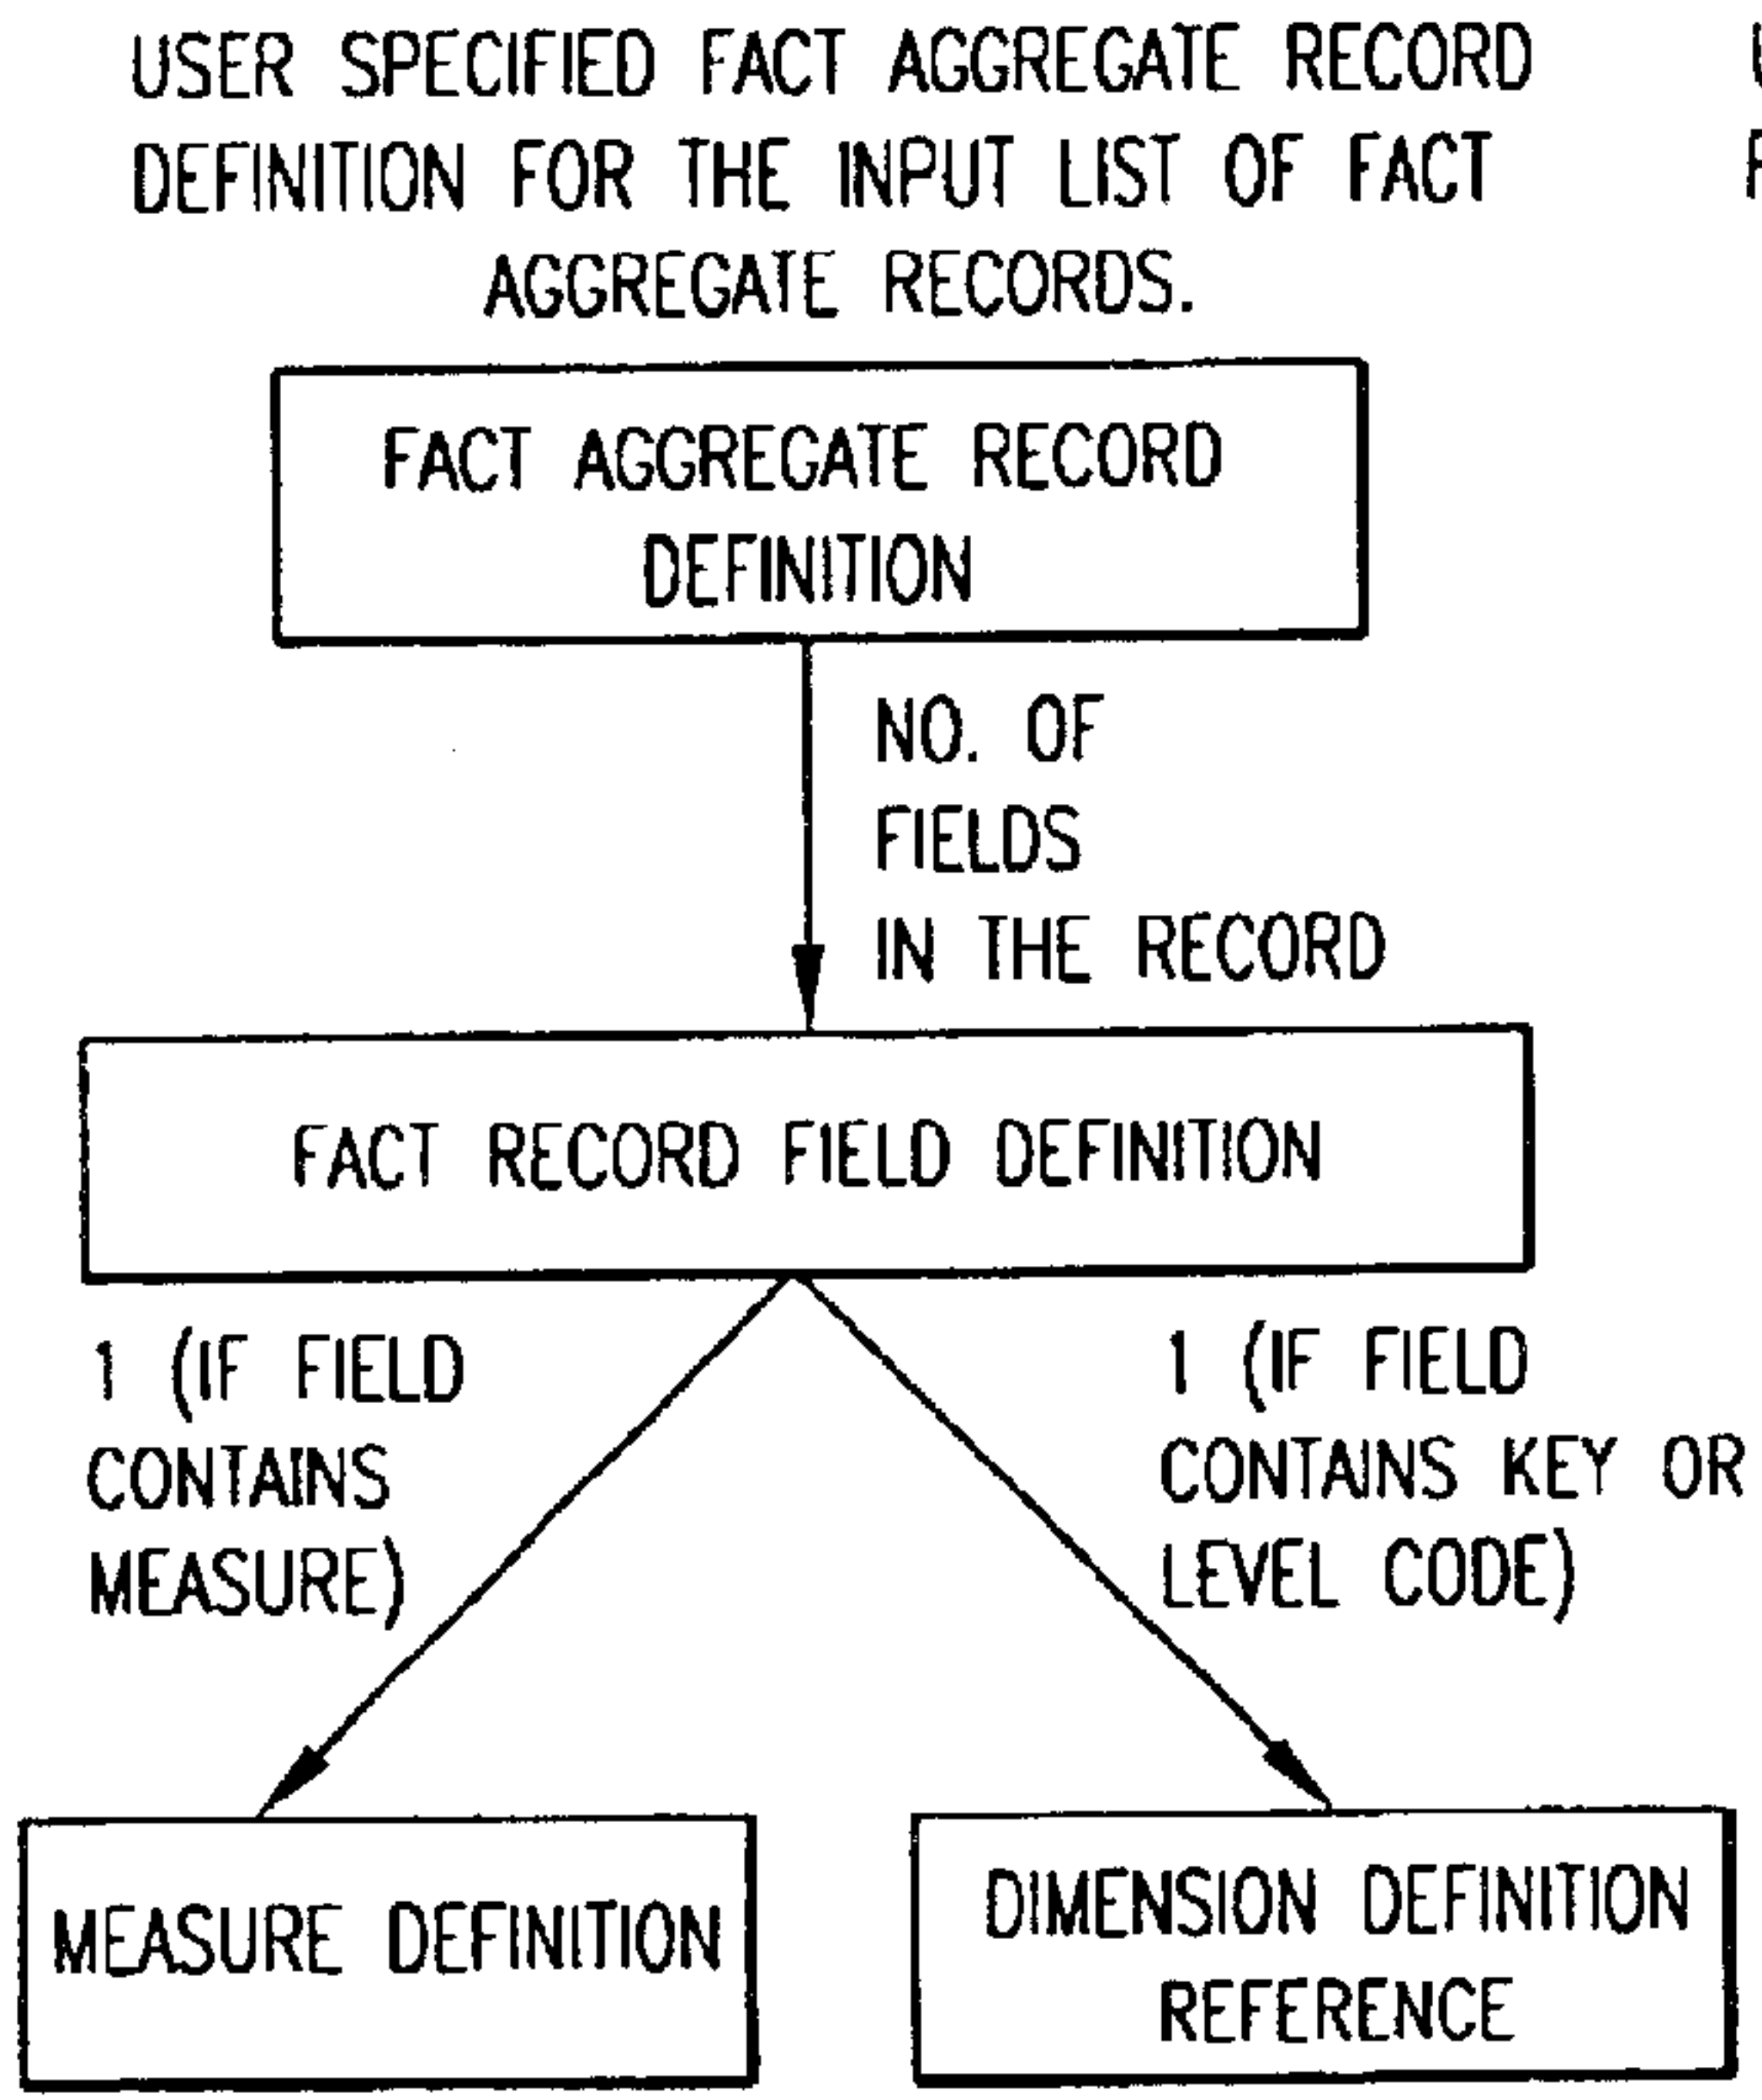 USER SPECIFIED FACT AGGREGATE RECORD
DEFINITION FOR THE INPUT LIST OF FACT
AGGREGATE RECORDS.
FACT AGGREGATE RECORD
DEFINITION
NO. OF
FIELDS
IN THE RECORD
FACT RECORD FIELD DEFINITION
1 (IF FIELD
CONTAINS
MEASURE)
1 (IF FIELD
CONTAINS KEY OR
LEVEL CODE)
MEASURE DEFINITION
DIMENSION DEFINITION
REFERENCE